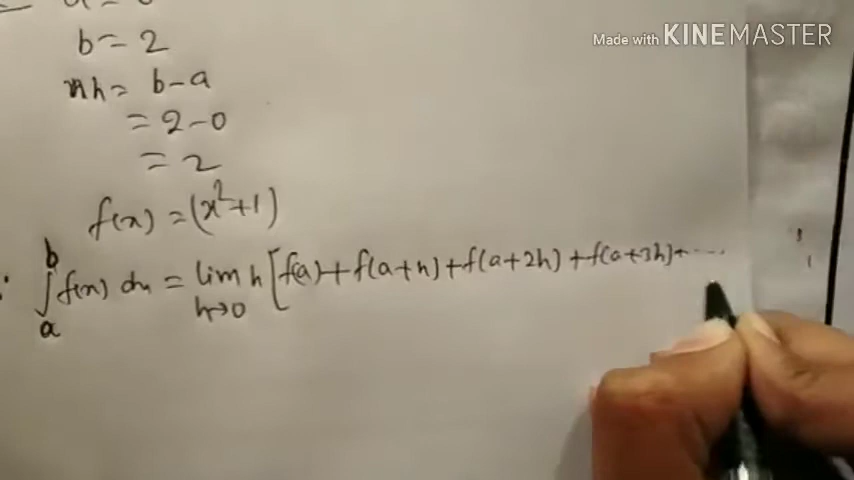 Made with KINEMASTER
b = 2
nh = b-a
= 2-0
= 2
f(x) = (x²+1)
∴ ∫ₐᵇ f(x) dx = lim h→0 h [f(a)+f(a+h)+f(a+2h)+f(a+3h)+....